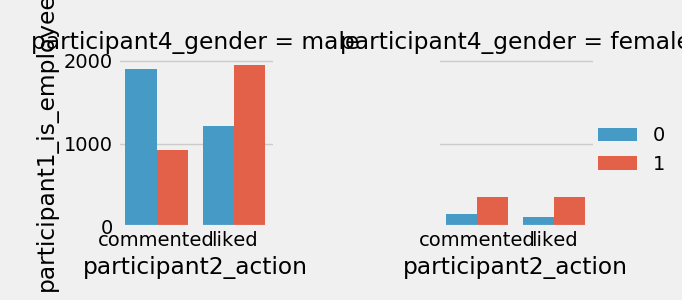 participant4_gender = male
participant4_gender = female
participant1_is_employee
2000
1000
0
commented
liked
commented
liked
participant2_action
participant2_action
0
1